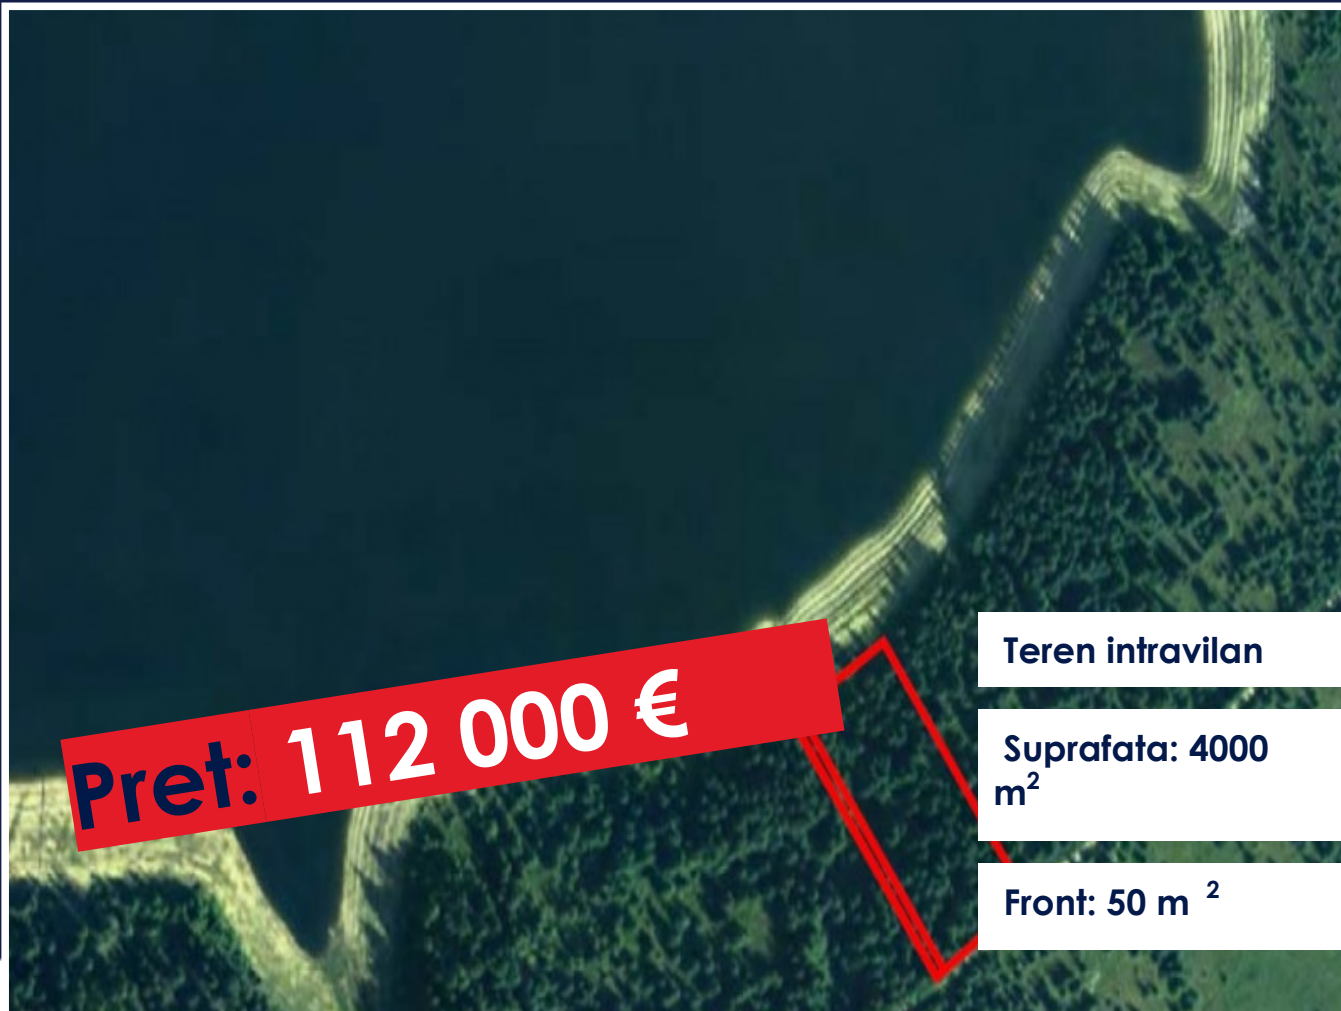 Pret: 112 000 €
Teren intravilan
Suprafata: 4000
m²
Front: 50 m ²